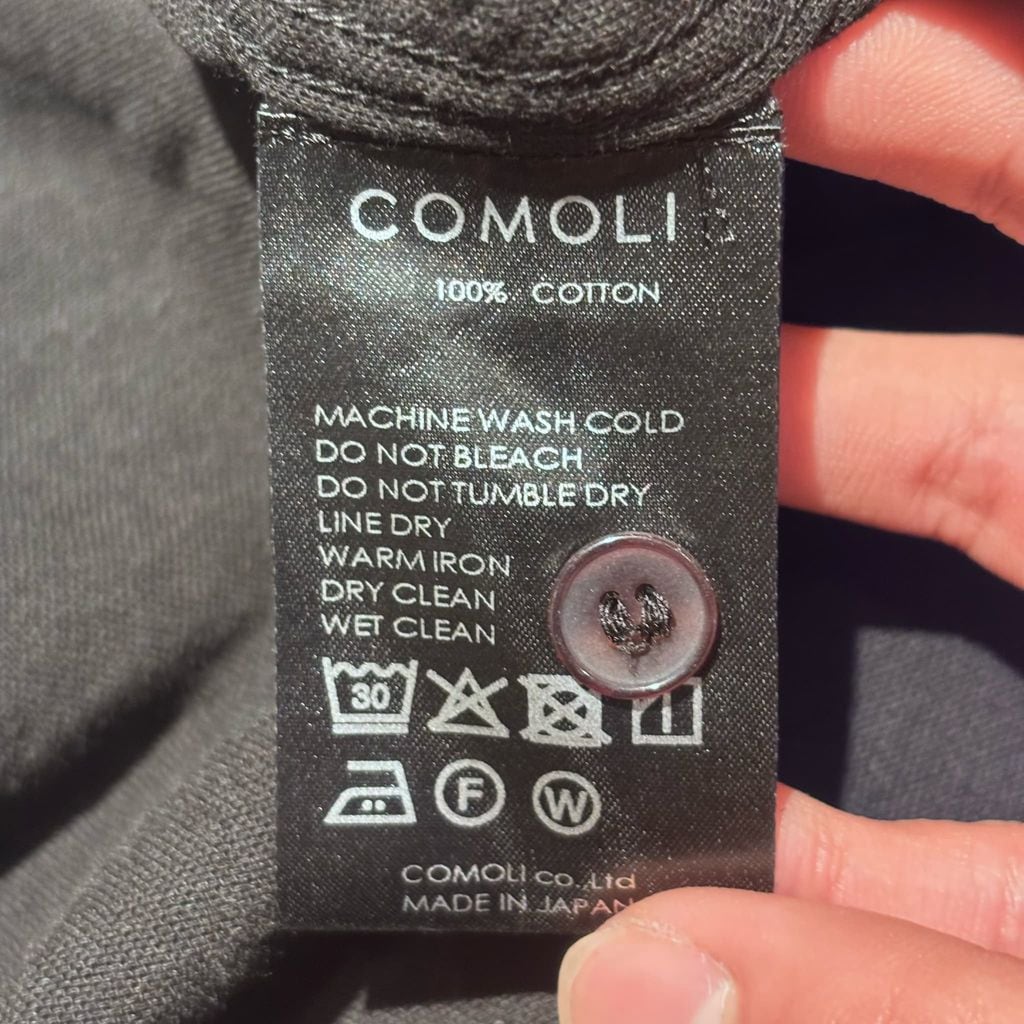 COMOLI
100% COTTON
MACHINE WASH COLD
DO NOT BLEACH
DO NOT TUMBLE DRY
LINE DRY
WARM IRON
DRY CLEAN
WET CLEAN
30
F W
COMOLI co. Ltd
MADE IN JAPAN